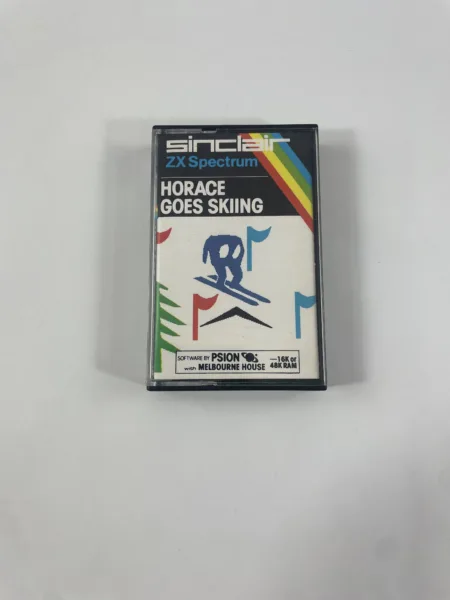 sinclair
ZX Spectrum
HORACE
GOES SKIING
SOFTWARE BY PSION
with MELBOURNE HOUSE
—16K or
48K RAM